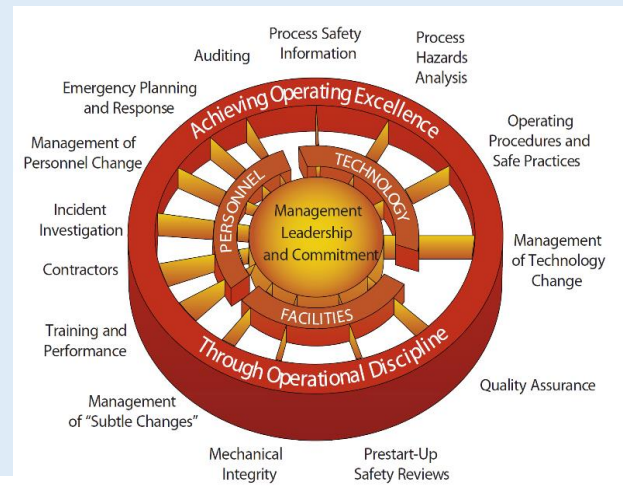 Process Safety
Information
Process
Hazards
Analysis
Operating
Procedures and
Safe Practices
Management
of Technology
Change
Quality Assurance
Prestart-Up
Safety Reviews
Mechanical
Integrity
Management
of “Subtle Changes”
Training and
Performance
Contractors
Incident
Investigation
Management of
Personnel Change
Emergency Planning
and Response
Auditing
Achieving Operating Excellence
Through Operational Discipline
PERSONNEL
TECHNOLOGY
FACILITIES
Management
Leadership
and Commitment